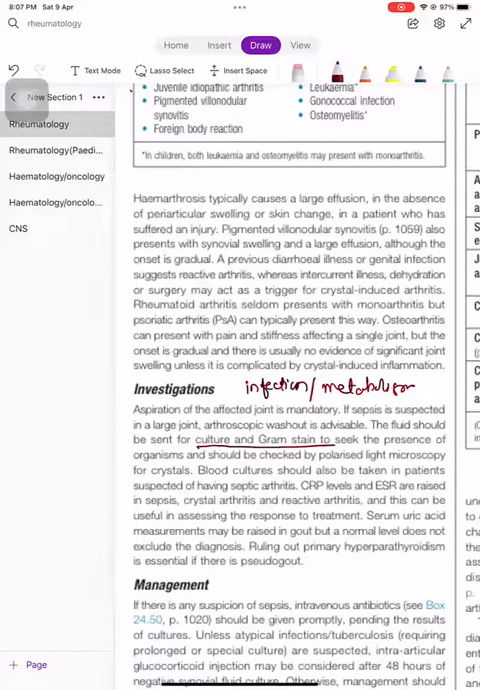 8:07 PM Sat 9 Apr
97%
rheumatology
Home Insert Draw View
Text Mode Lasso Select Insert Space
New Section 1
Rheumatology
Rheumatology(Paedi...
Haematology/oncology
Haematology/oncolo...
CNS
Page
Juvenile idiopathic arthritis
• Pigmented villonodular
synovitis
• Foreign body reaction
Leukaemia*
• Gonococcal infection
• Osteomyelitis*
*In children, both leukaemia and osteomyelitis may present with monoarthritis.
Haemarthrosis typically causes a large effusion, in the absence
of periarticular swelling or skin change, in a patient who has
suffered an injury. Pigmented villonodular synovitis (p. 1059) also
presents with synovial swelling and a large effusion, although the
onset is gradual. A previous diarrhoeal illness or genital infection
suggests reactive arthritis, whereas intercurrent illness, dehydration
or surgery may act as a trigger for crystal-induced arthritis.
Rheumatoid arthritis seldom presents with monoarthritis but
psoriatic arthritis (PsA) can typically present this way. Osteoarthritis
can present with pain and stiffness affecting a single joint, but the
onset is gradual and there is usually no evidence of significant joint
swelling unless it is complicated by crystal-induced inflammation.
infection/metabolism
Investigations
Aspiration of the affected joint is mandatory. If sepsis is suspected
in a large joint, arthroscopic washout is advisable. The fluid should
be sent for culture and Gram stain to seek the presence of
organisms and should be checked by polarised light microscopy
for crystals. Blood cultures should also be taken in patients
suspected of having septic arthritis. CRP levels and ESR are raised
in sepsis, crystal arthritis and reactive arthritis, and this can be
useful in assessing the response to treatment. Serum uric acid
measurements may be raised in gout but a normal level does not
exclude the diagnosis. Ruling out primary hyperparathyroidism
is essential if there is pseudogout.
Management
If there is any suspicion of sepsis, intravenous antibiotics (see Box
24.50, p. 1020) should be given promptly, pending the results
of cultures. Unless atypical infections/tuberculosis (requiring
prolonged or special culture) are suspected, intra-articular
glucocorticoid injection may be considered after 48 hours of
negative synovial fluid culture. Otherwise, management should